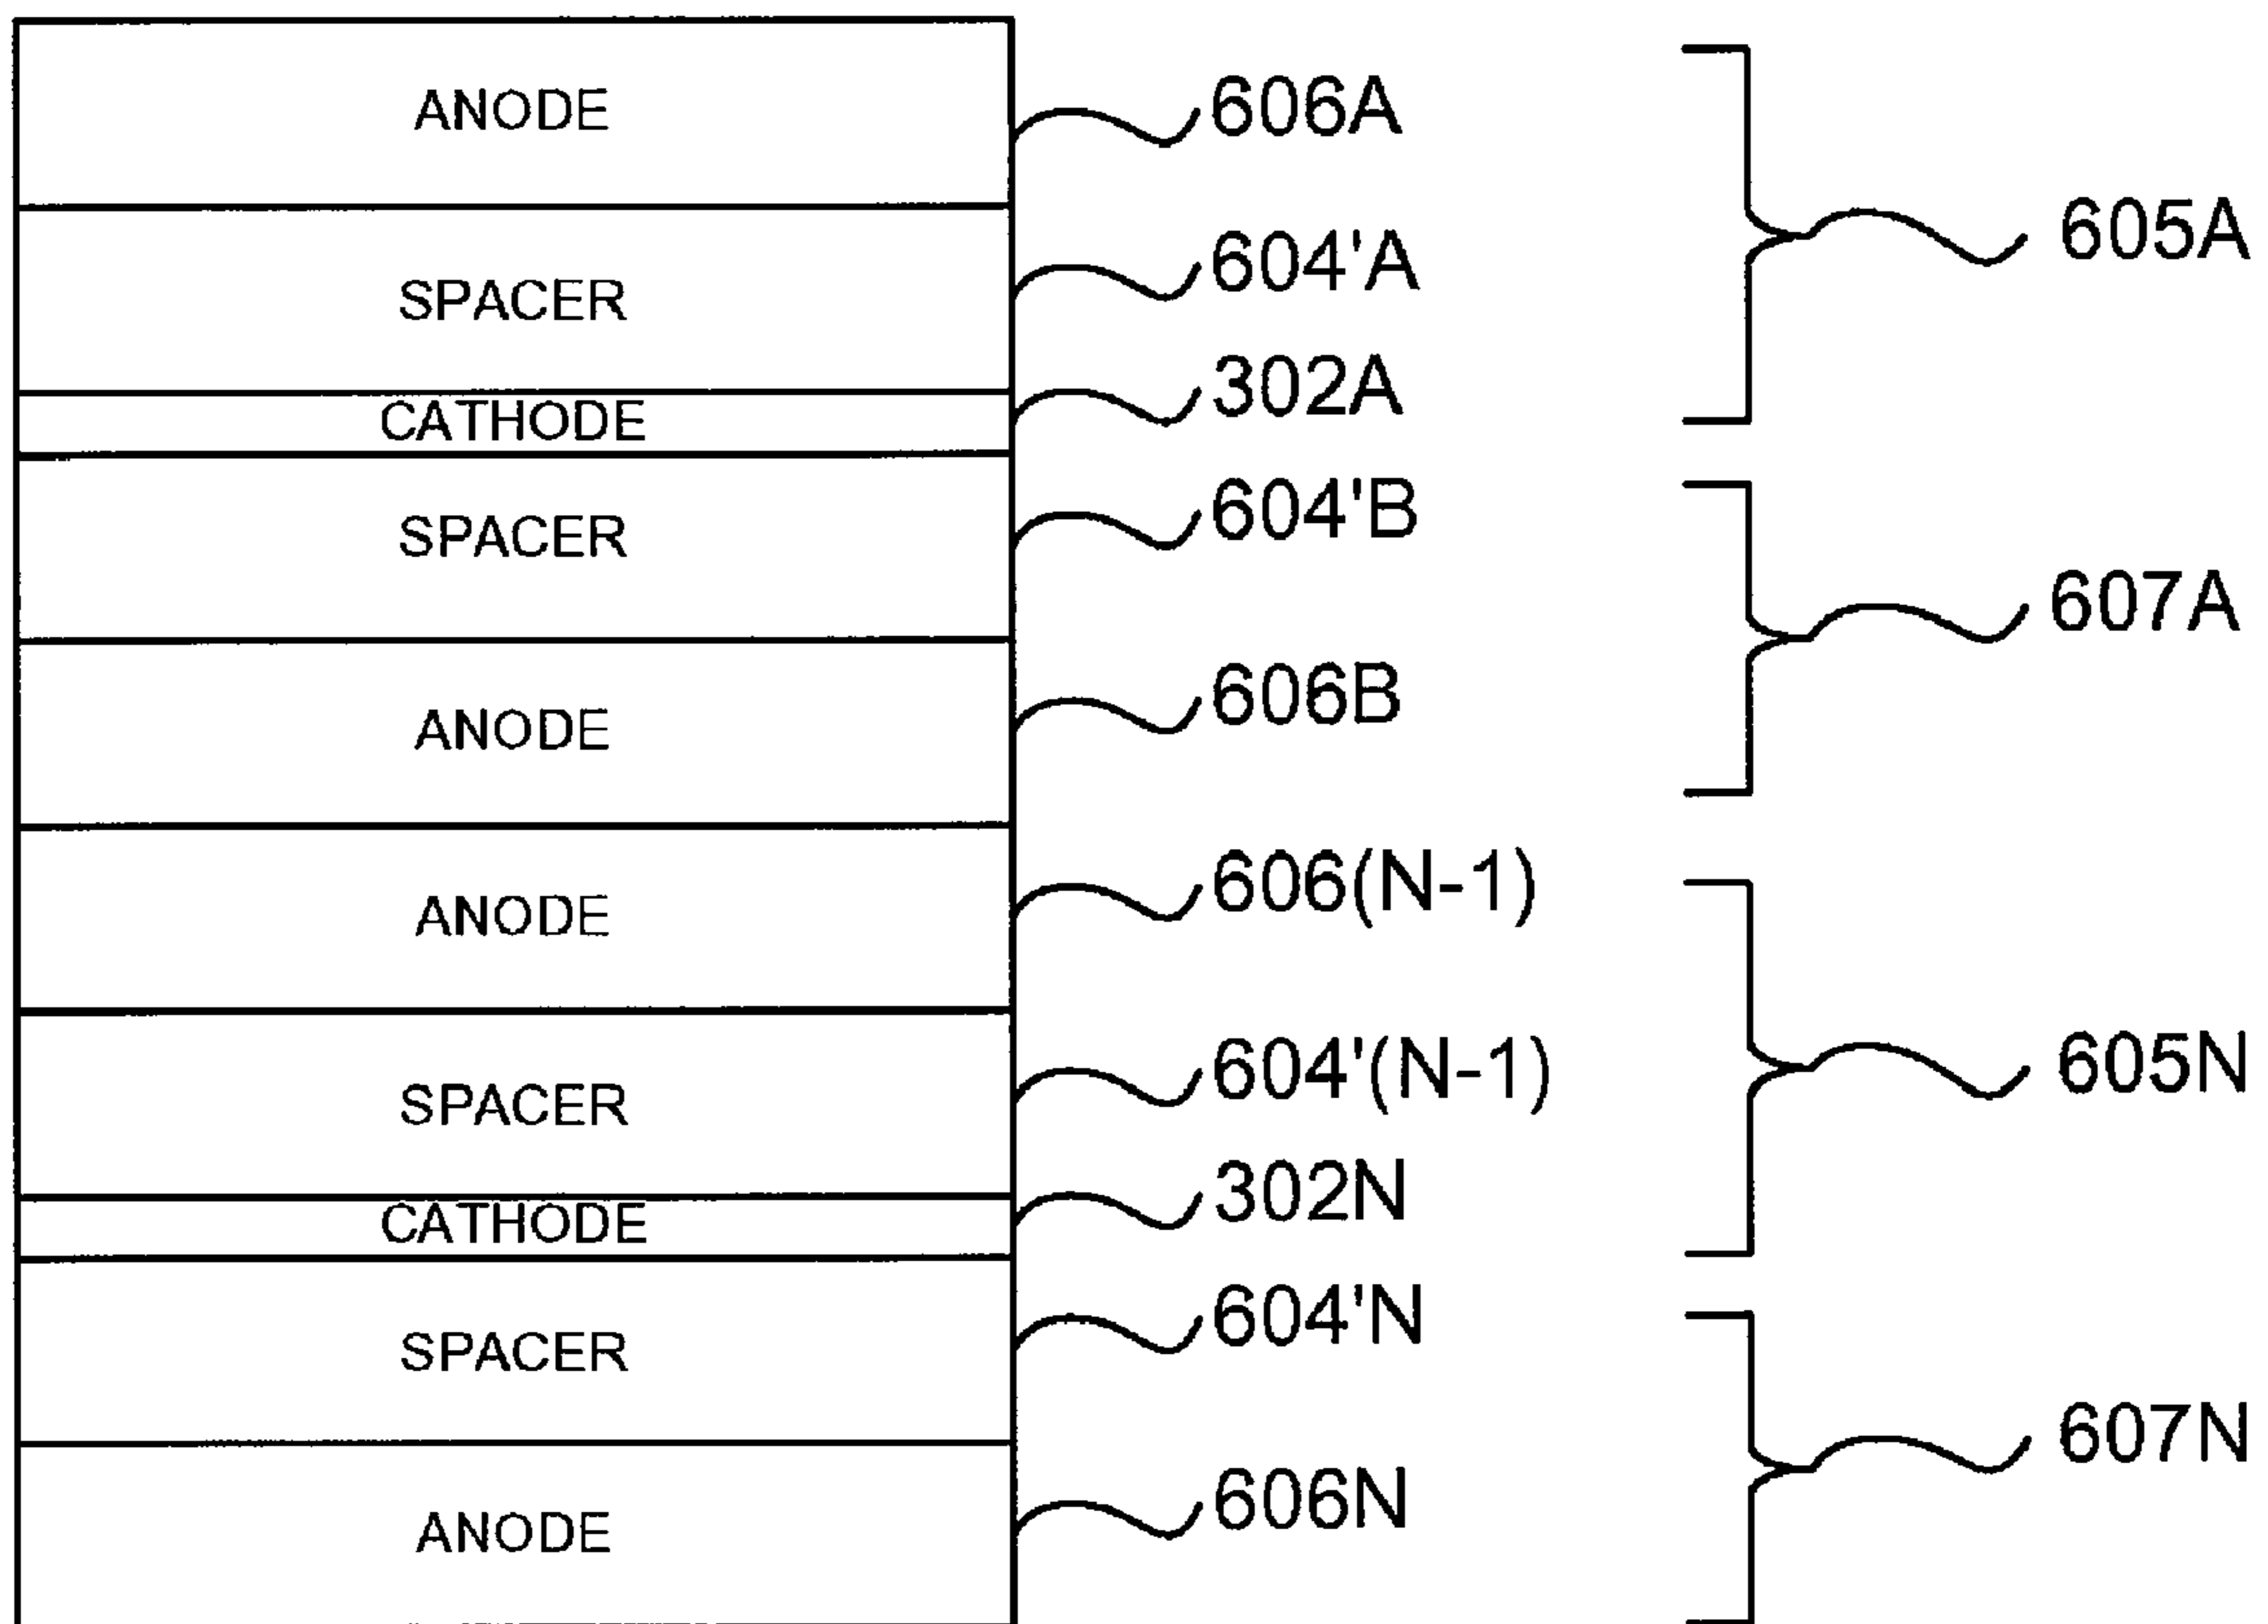 ANODE
606A
605A
SPACER
604'A
CATHODE
302A
SPACER
604'B
607A
ANODE
606B
ANODE
606(N-1)
605N
SPACER
604'(N-1)
CATHODE
302N
SPACER
604'N
607N
ANODE
606N